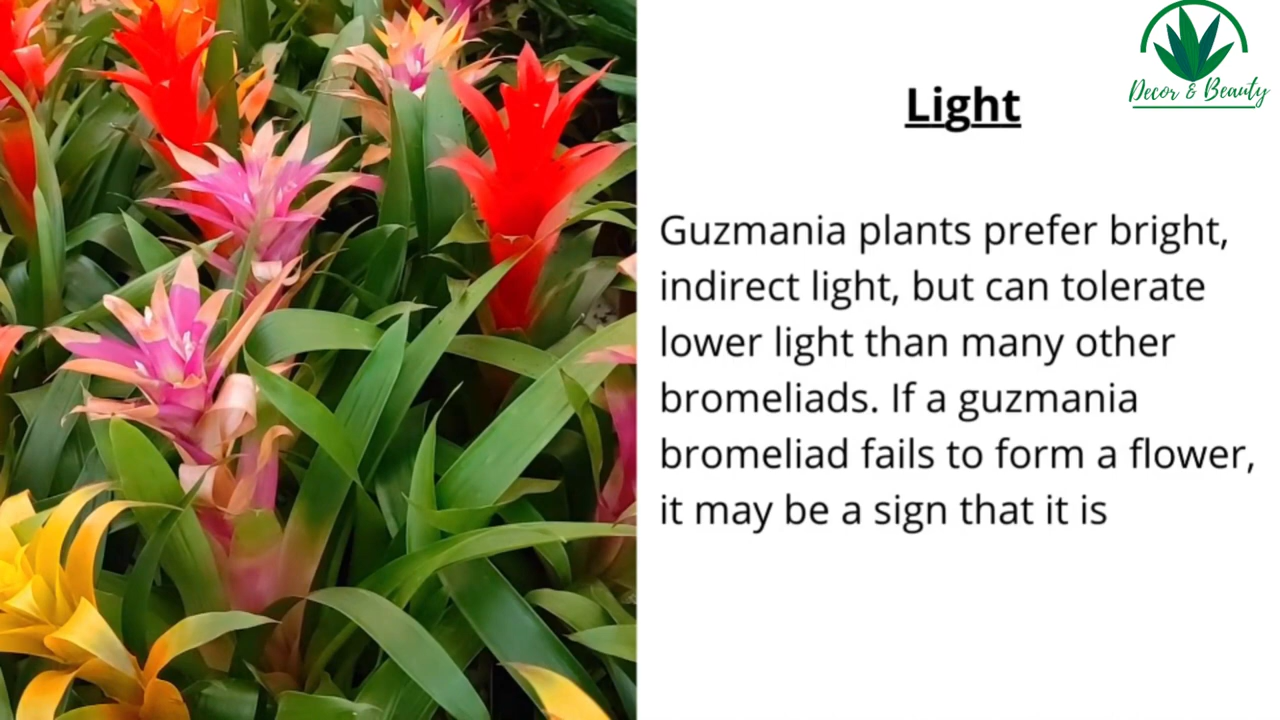 Decor & Beauty
Light
Guzmania plants prefer bright,
indirect light, but can tolerate
lower light than many other
bromeliads. If a guzmania
bromeliad fails to form a flower,
it may be a sign that it is